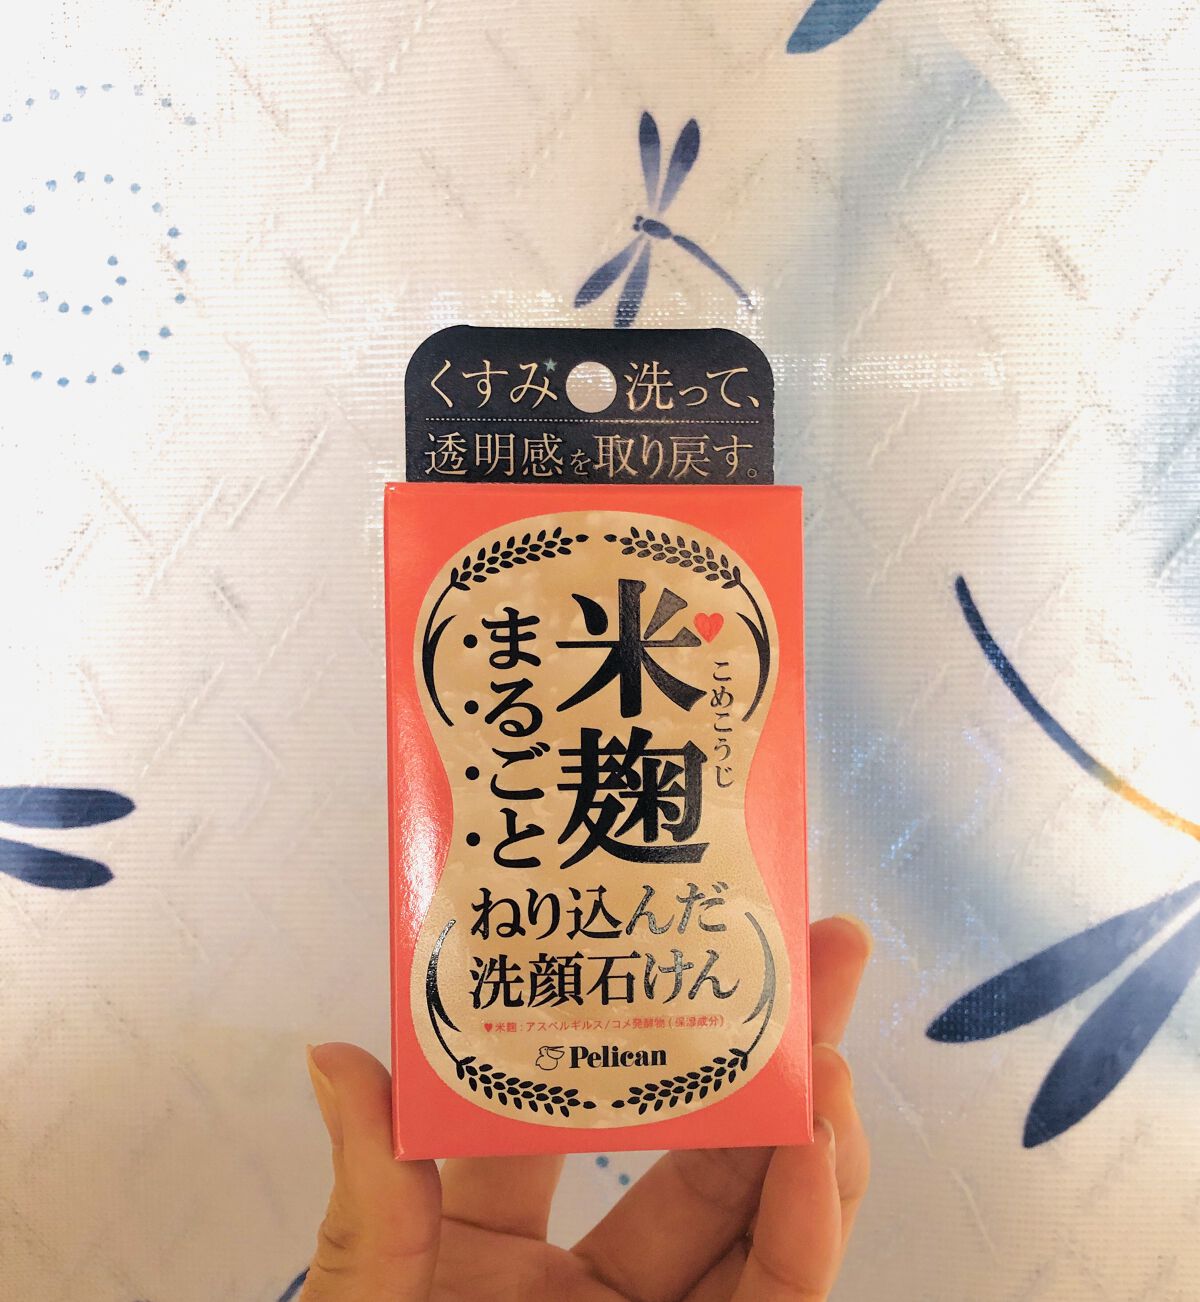 くすみ★洗って、
透明感を取り戻す。
米麹♥
こめこうじ
まるごと
ねり込んだ
洗顔石けん
♥米麹:アスペルギルス/コメ発酵物(保湿成分)
Pelican